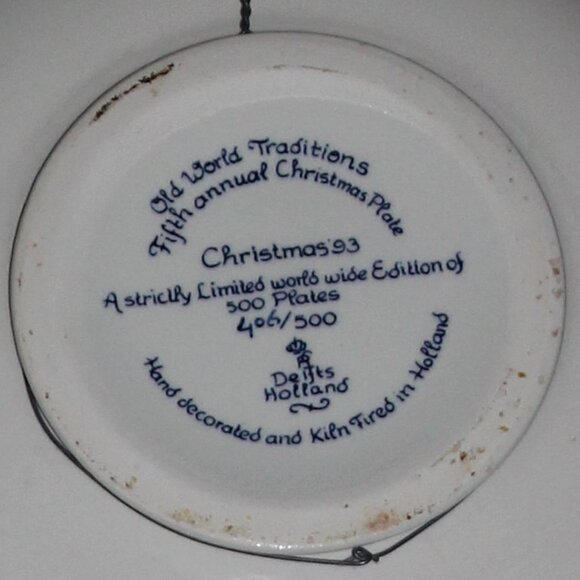 Old World Traditions
Fifth annual Christmas Plate
Christmas '93
A strictly Limited world wide Edition of
500 Plates
406/500
Delfts
Holland
Hand decorated and Kiln Fired in Holland